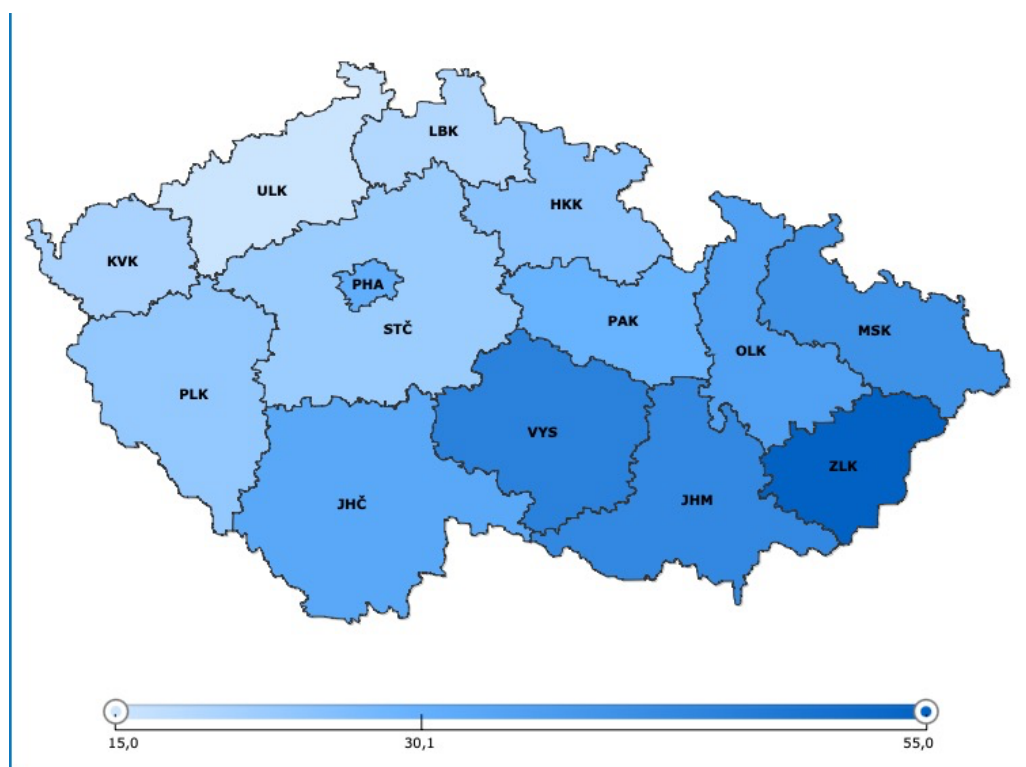 LBK
ULK
HKK
KVK
PHA
PAK
STČ
MSK
OLK
PLK
VYS
ZLK
JHM
JHČ
15,0 30,1 55,0